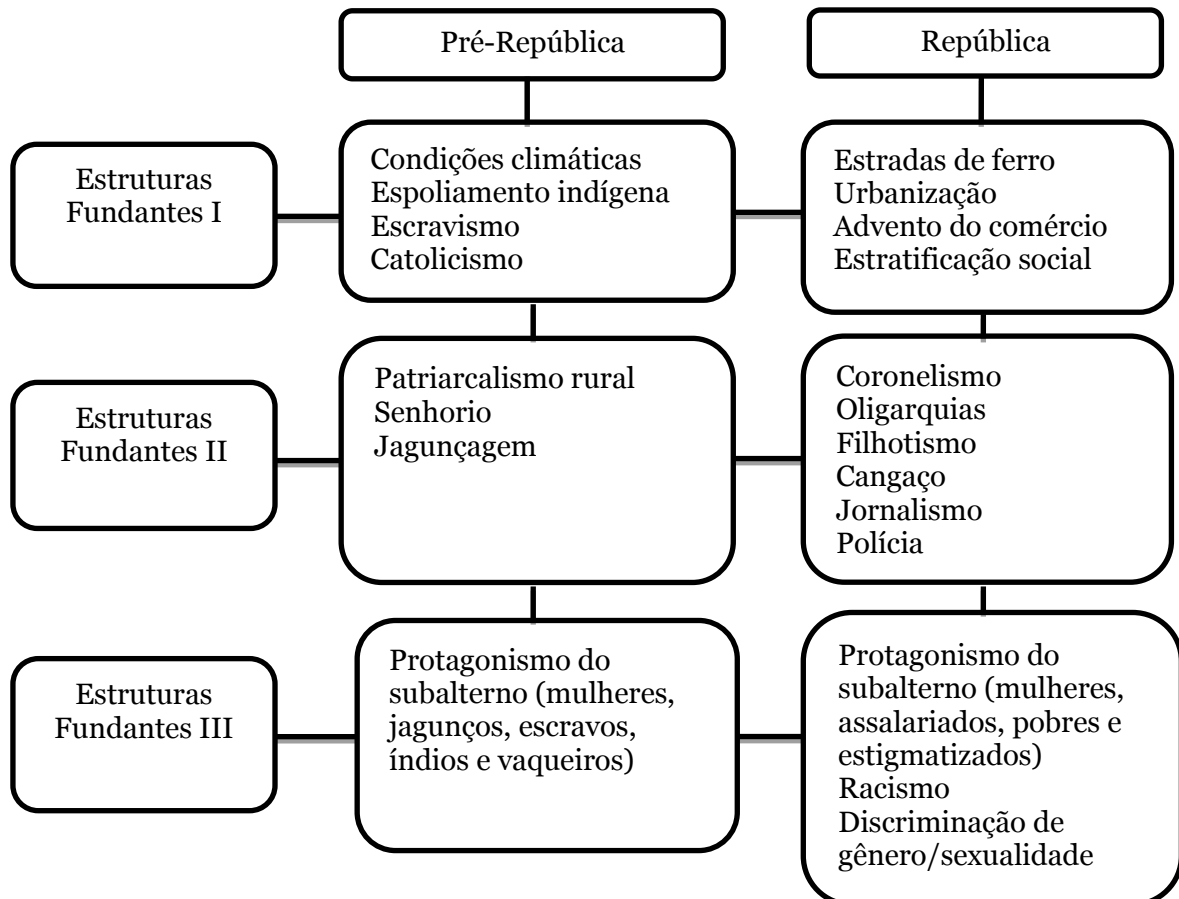 Pré-República
República
Estruturas
Fundantes I
Condições climáticas
Espoliamento indígena
Escravismo
Catolicismo
Estradas de ferro
Urbanização
Advento do comércio
Estratificação social
Estruturas
Fundantes II
Patriarcalismo rural
Senhorio
Jagunçagem
Coronelismo
Oligarquias
Filhotismo
Cangaço
Jornalismo
Polícia
Estruturas
Fundantes III
Protagonismo do
subalterno (mulheres,
jagunços, escravos,
índios e vaqueiros)
Protagonismo do
subalterno (mulheres,
assalariados, pobres e
estigmatizados)
Racismo
Discriminação de
gênero/sexualidade